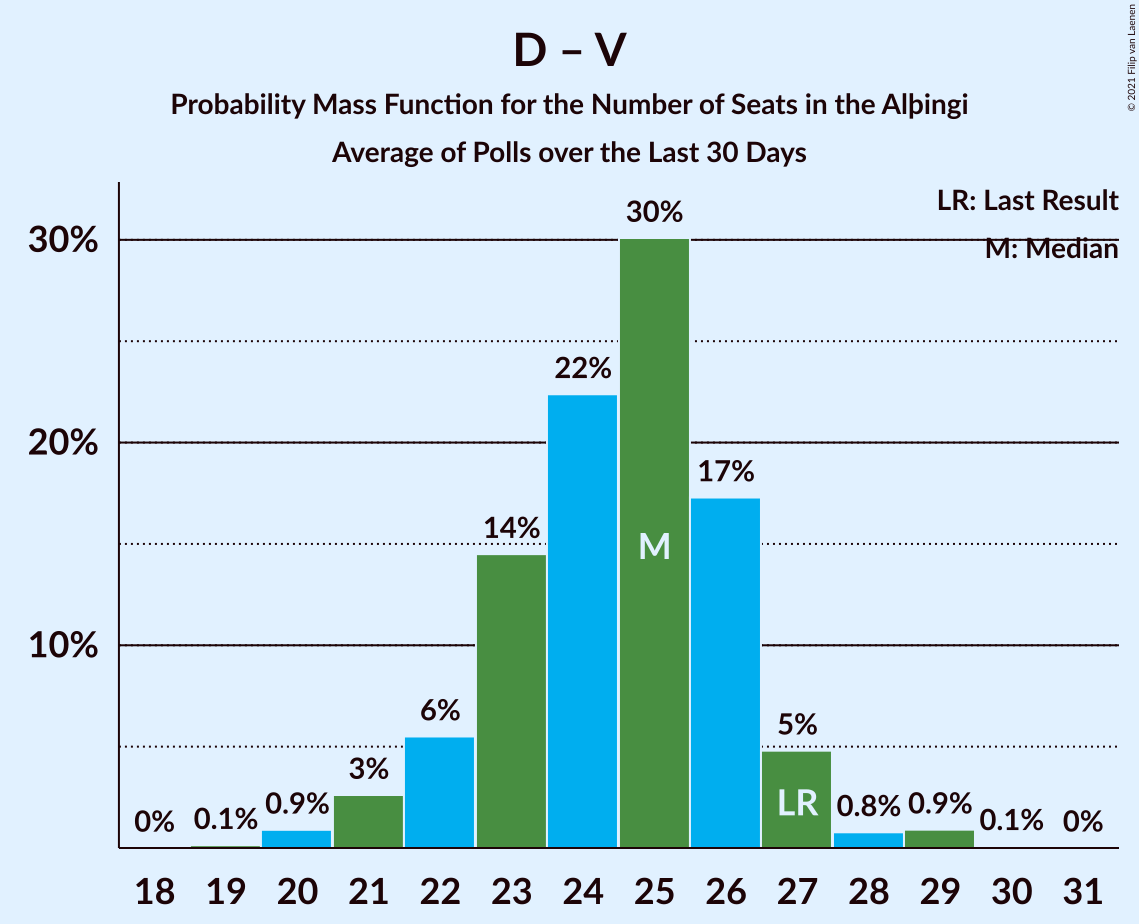 D – V
Probability Mass Function for the Number of Seats in the Alþingi
Average of Polls over the Last 30 Days
© 2021 Filip van Laenen
LR: Last Result
M: Median
30%
20%
10%
0%
0.1%
0.9%
3%
6%
14%
22%
30%
17%
5%
0.8%
0.9%
0.1%
0%
M
LR
18 19 20 21 22 23 24 25 26 27 28 29 30 31